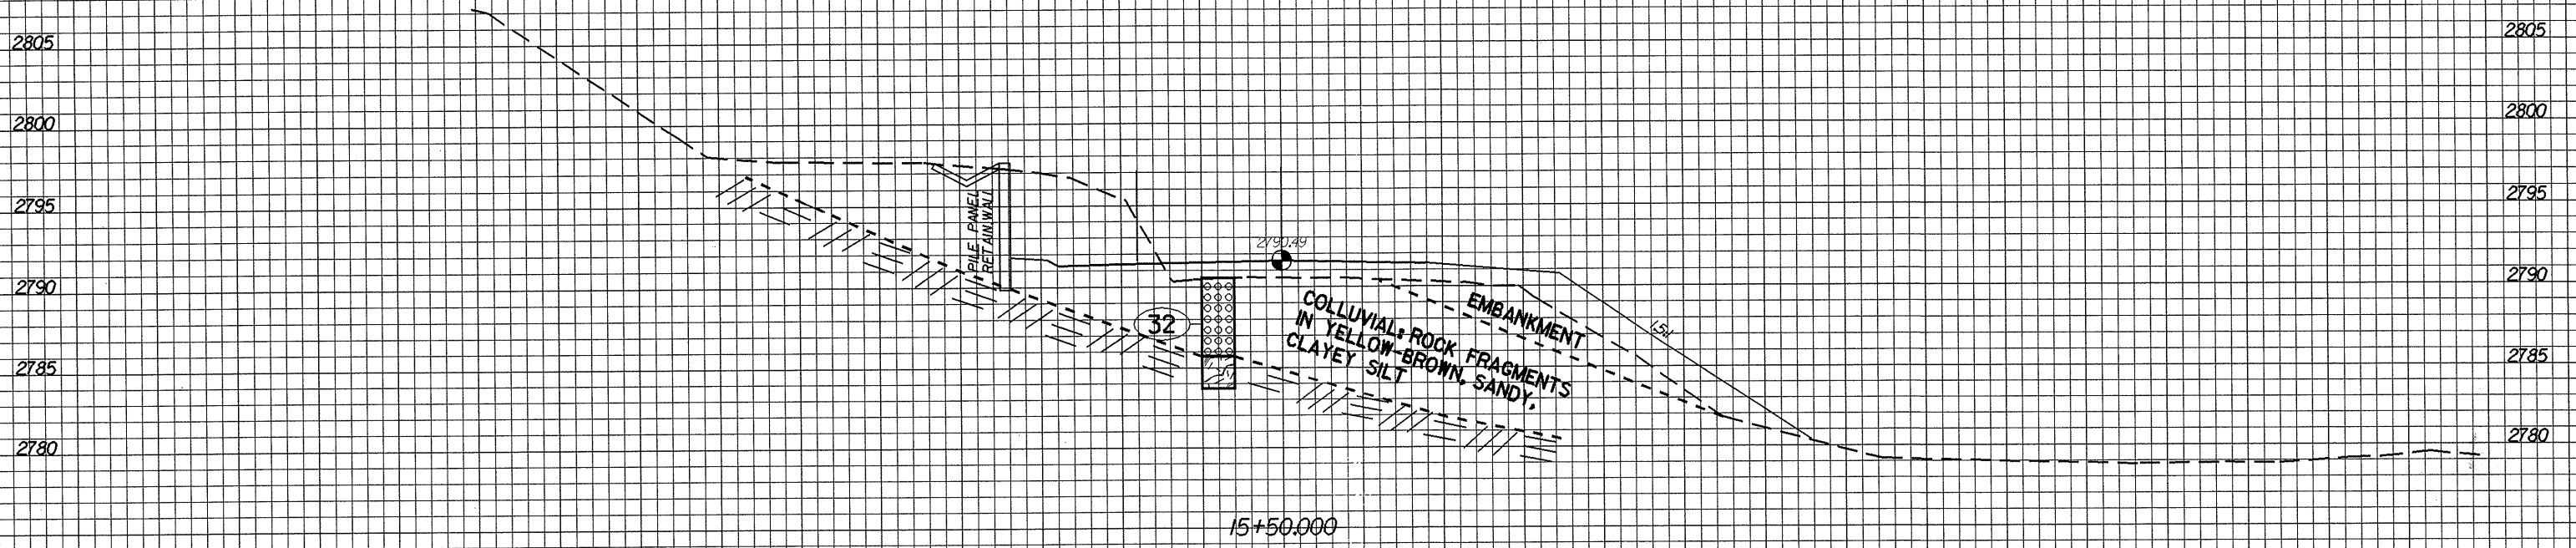 2805
2805
2800
2800
2795
2795
PILE PANEL
RETAIN.WALL
2790.49
2790
2790
EMBANKMENT
32
COLLUVIAL: ROCK FRAGMENTS
IN YELLOW-BROWN, SANDY,
CLAYEY SILT
1.5:1
2785
2785
2780
2780
15+50.000